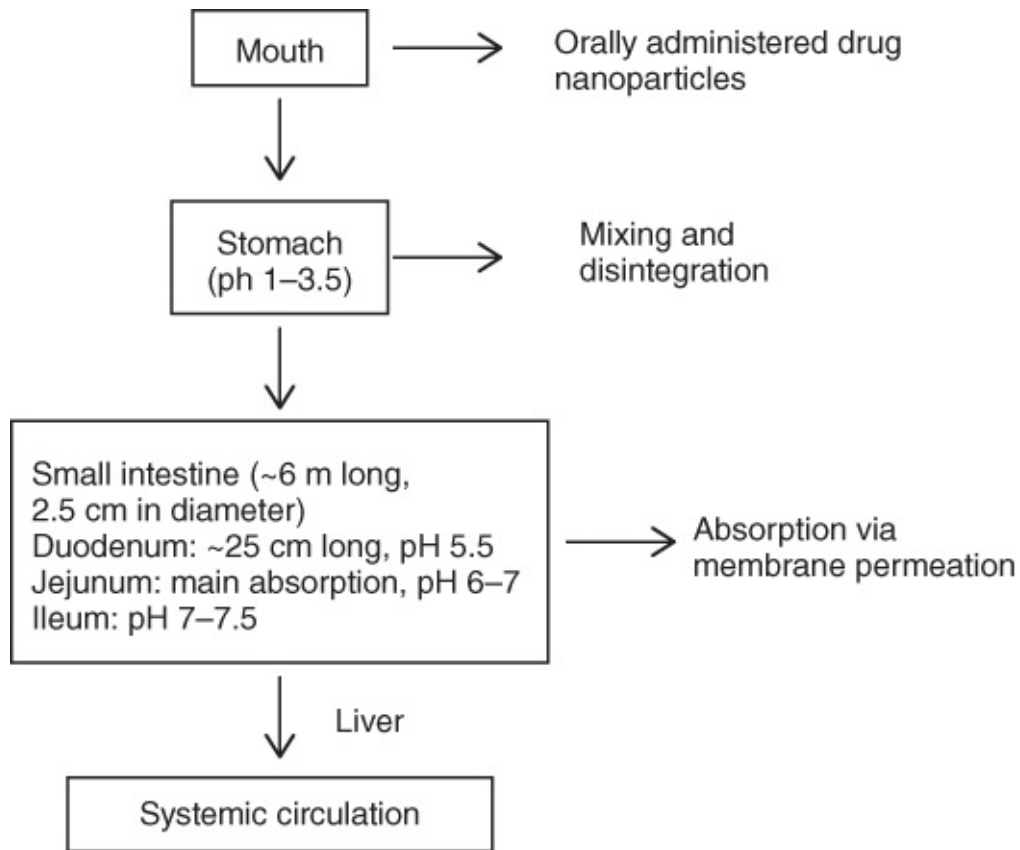 Mouth
Orally administered drug
nanoparticles
Stomach
(ph 1–3.5)
Mixing and
disintegration
Small intestine (~6 m long,
2.5 cm in diameter)
Duodenum: ~25 cm long, pH 5.5
Jejunum: main absorption, pH 6–7
Ileum: pH 7–7.5
Absorption via
membrane permeation
Liver
Systemic circulation